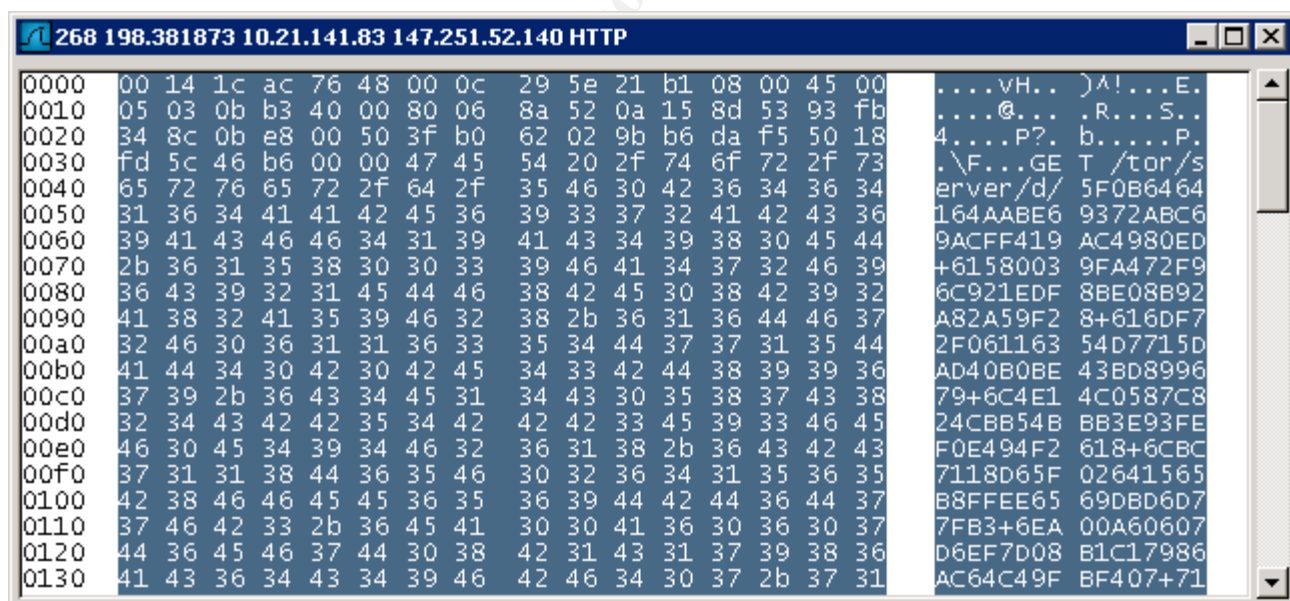 268 198.381873 10.21.141.83 147.251.52.140 HTTP
0000 00 14 1c ac 76 48 00 0c 29 5e 21 b1 08 00 45 00 ....vH.. )^!...E.
0010 05 03 0b b3 40 00 80 06 8a 52 0a 15 8d 53 93 fb ....@... .R...S..
0020 34 8c 0b e8 00 50 3f b0 62 02 9b b6 da f5 50 18 4....P?. b.....P.
0030 fd 5c 46 b6 00 00 47 45 54 20 2f 74 6f 72 2f 73 .\F...GE T /tor/s
0040 65 72 76 65 72 2f 64 2f 35 46 30 42 36 34 36 34 erver/d/ 5F0B6464
0050 31 36 34 41 41 42 45 36 39 33 37 32 41 42 43 36 164AABE6 9372ABC6
0060 39 41 43 46 46 34 31 39 41 43 34 39 38 30 45 44 9ACFF419 AC4980ED
0070 2b 36 31 35 38 30 30 33 39 46 41 34 37 32 46 39 +6158003 9FA472F9
0080 36 43 39 32 31 45 44 46 38 42 45 30 38 42 39 32 6C921EDF 8BE08B92
0090 41 38 32 41 35 39 46 32 38 2b 36 31 36 44 46 37 A82A59F2 8+616DF7
00a0 32 46 30 36 31 31 36 33 35 34 44 37 37 31 35 44 2F061163 54D7715D
00b0 41 44 34 30 42 30 42 45 34 33 42 44 38 39 39 36 AD40B0BE 43BD8996
00c0 37 39 2b 36 43 34 45 31 34 43 30 35 38 37 43 38 79+6C4E1 4C0587C8
00d0 32 34 43 42 42 35 34 42 42 42 33 45 39 33 46 45 24CBB54B BB3E93FE
00e0 46 30 45 34 39 34 46 32 36 31 38 2b 36 43 42 43 F0E494F2 618+6CBC
00f0 37 31 31 38 44 36 35 46 30 32 36 34 31 35 36 35 7118D65F 02641565
0100 42 38 46 46 45 45 36 35 36 39 44 42 44 36 44 37 B8FFEE65 69DBD6D7
0110 37 46 42 33 2b 36 45 41 30 30 41 36 30 36 30 37 7FB3+6EA 00A60607
0120 44 36 45 46 37 44 30 38 42 31 43 31 37 39 38 36 D6EF7D08 B1C17986
0130 41 43 36 34 43 34 39 46 42 46 34 30 37 2b 37 31 AC64C49F BF407+71